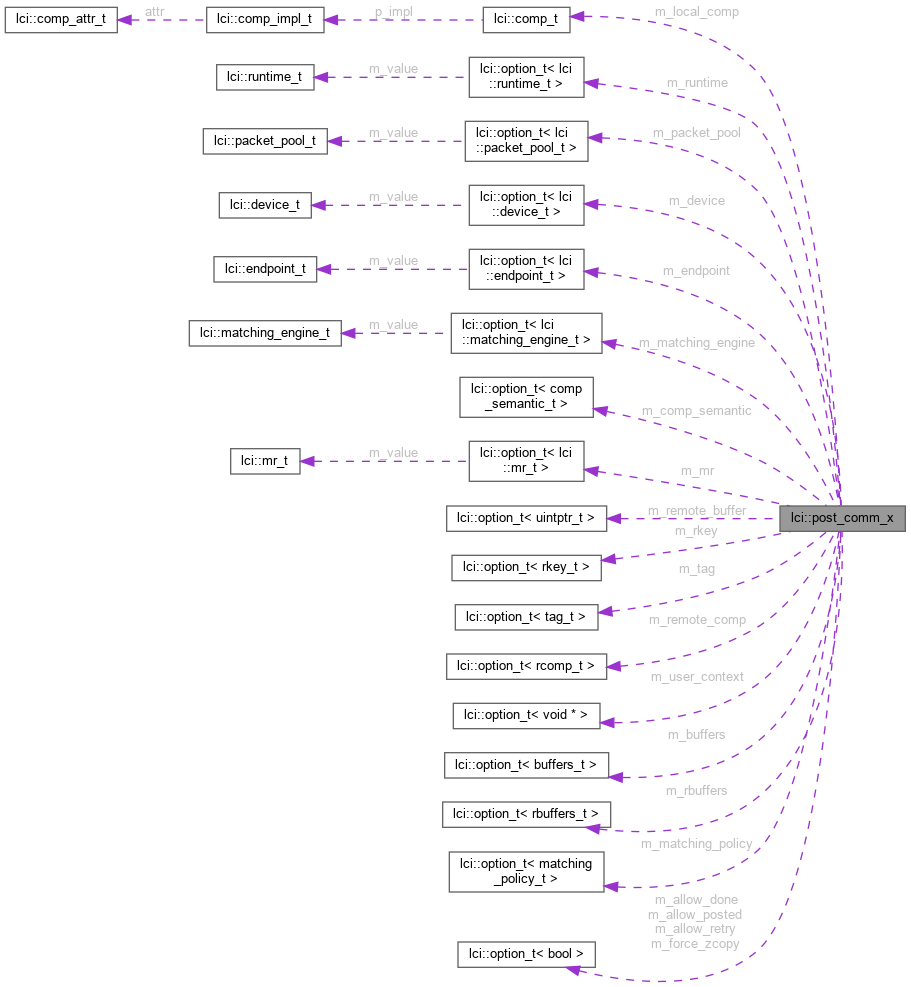 lci::comp_attr_t
attr
lci::comp_impl_t
p_impl
lci::comp_t
m_local_comp
lci::runtime_t
m_value
lci::option_t< lci
::runtime_t >
m_runtime
lci::packet_pool_t
m_value
lci::option_t< lci
::packet_pool_t >
m_packet_pool
lci::device_t
m_value
lci::option_t< lci
::device_t >
m_device
lci::endpoint_t
m_value
lci::option_t< lci
::endpoint_t >
m_endpoint
lci::matching_engine_t
m_value
lci::option_t< lci
::matching_engine_t >
m_matching_engine
lci::option_t< comp
_semantic_t >
m_comp_semantic
lci::mr_t
m_value
lci::option_t< lci
::mr_t >
m_mr
lci::option_t< uintptr_t >
m_remote_buffer
lci::post_comm_x
m_rkey
lci::option_t< rkey_t >
m_tag
lci::option_t< tag_t >
m_remote_comp
lci::option_t< rcomp_t >
m_user_context
lci::option_t< void * >
m_buffers
lci::option_t< buffers_t >
m_rbuffers
lci::option_t< rbuffers_t >
m_matching_policy
lci::option_t< matching
_policy_t >
m_allow_done
m_allow_posted
m_allow_retry
m_force_zcopy
lci::option_t< bool >